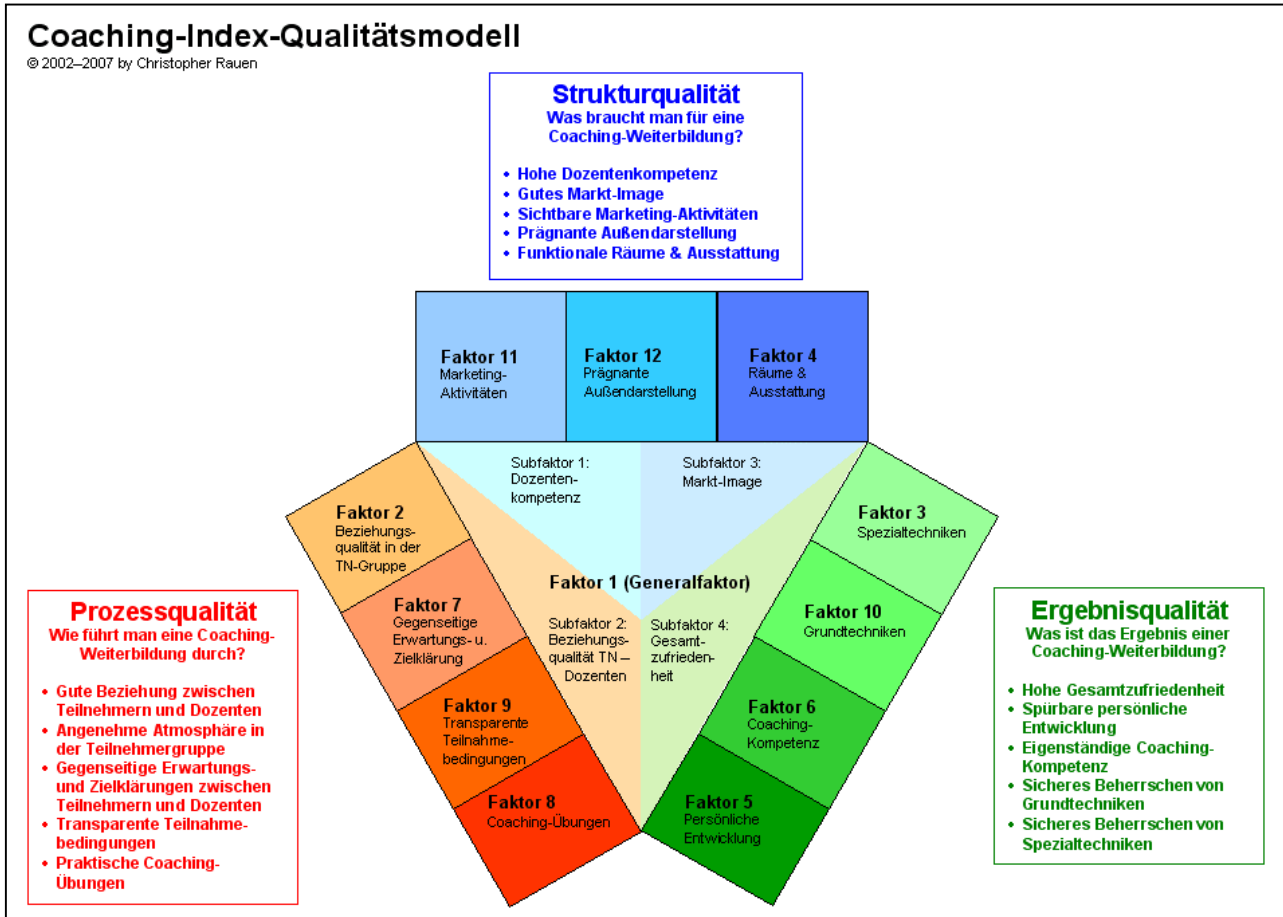 Coaching-Index-Qualitätsmodell
© 2002–2007 by Christopher Rauen
Strukturqualität
Was braucht man für eine
Coaching-Weiterbildung?
• Hohe Dozentenkompetenz
• Gutes Markt-Image
• Sichtbare Marketing-Aktivitäten
• Prägnante Außendarstellung
• Funktionale Räume & Ausstattung
Faktor 11
Marketing-
Aktivitäten
Faktor 12
Prägnante
Außendarstellung
Faktor 4
Räume &
Ausstattung
Subfaktor 1:
Dozenten-
kompetenz
Subfaktor 3:
Markt-Image
Faktor 2
Beziehungs-
qualität in der
TN-Gruppe
Faktor 7
Gegenseitige
Erwartungs- u.
Zielklärung
Faktor 9
Transparente
Teilnahme-
bedingungen
Faktor 8
Coaching-Übungen
Faktor 1 (Generalfaktor)
Subfaktor 2:
Beziehungs-
qualität TN –
Dozenten
Subfaktor 4:
Gesamt-
zufrieden-
heit
Faktor 3
Spezialtechniken
Faktor 10
Grundtechniken
Faktor 6
Coaching-
Kompetenz
Faktor 5
Persönliche
Entwicklung
Prozessqualität
Wie führt man eine Coaching-
Weiterbildung durch?
• Gute Beziehung zwischen
Teilnehmern und Dozenten
• Angenehme Atmosphäre in
der Teilnehmergruppe
• Gegenseitige Erwartungs-
und Zielklärungen zwischen
Teilnehmern und Dozenten
• Transparente Teilnahme-
bedingungen
• Praktische Coaching-
Übungen
Ergebnisqualität
Was ist das Ergebnis einer
Coaching-Weiterbildung?
• Hohe Gesamtzufriedenheit
• Spürbare persönliche
Entwicklung
• Eigenständige Coaching-
Kompetenz
• Sicheres Beherrschen von
Grundtechniken
• Sicheres Beherrschen von
Spezialtechniken